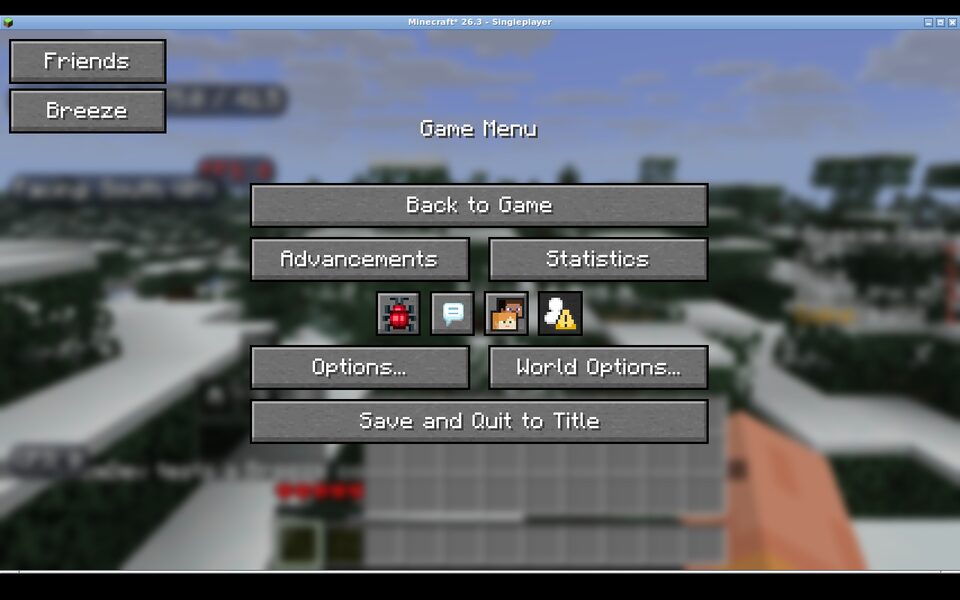 Minecraft* 26.3 - Singleplayer
Friends
Breeze
Game Menu
Back to Game
Advancements
Statistics
Options...
World Options...
Save and Quit to Title